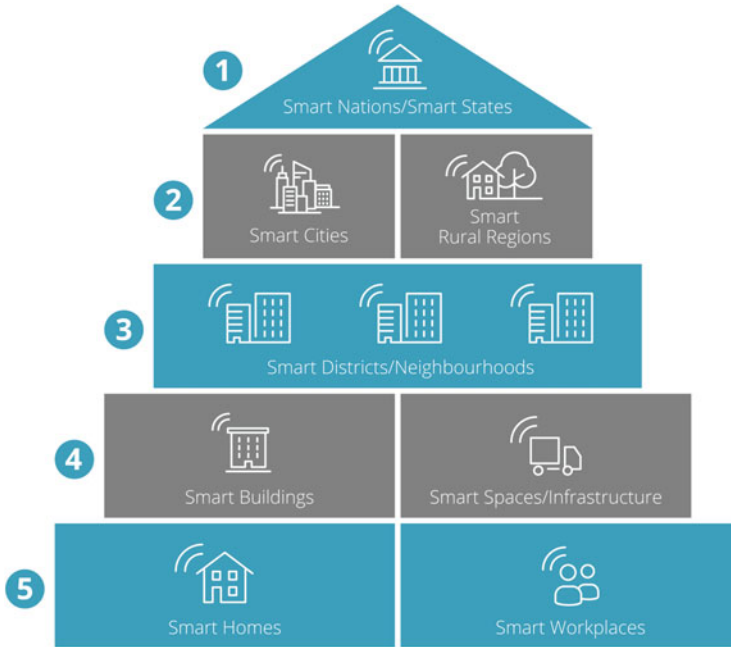 1
Smart Nations/Smart States
2
Smart Cities
Smart
Rural Regions
3
Smart Districts/Neighbourhoods
4
Smart Buildings
Smart Spaces/Infrastructure
5
Smart Homes
Smart Workplaces